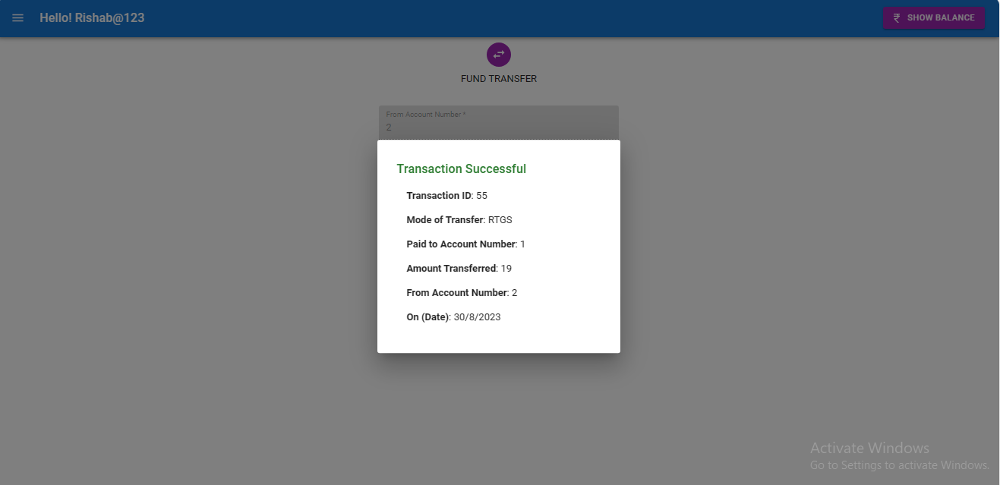 Hello! Rishab@123
₹ SHOW BALANCE
FUND TRANSFER
From Account Number *
2
Transaction Successful
Transaction ID: 55
Mode of Transfer: RTGS
Paid to Account Number: 1
Amount Transferred: 19
From Account Number: 2
On (Date): 30/8/2023
Activate Windows
Go to Settings to activate Windows.